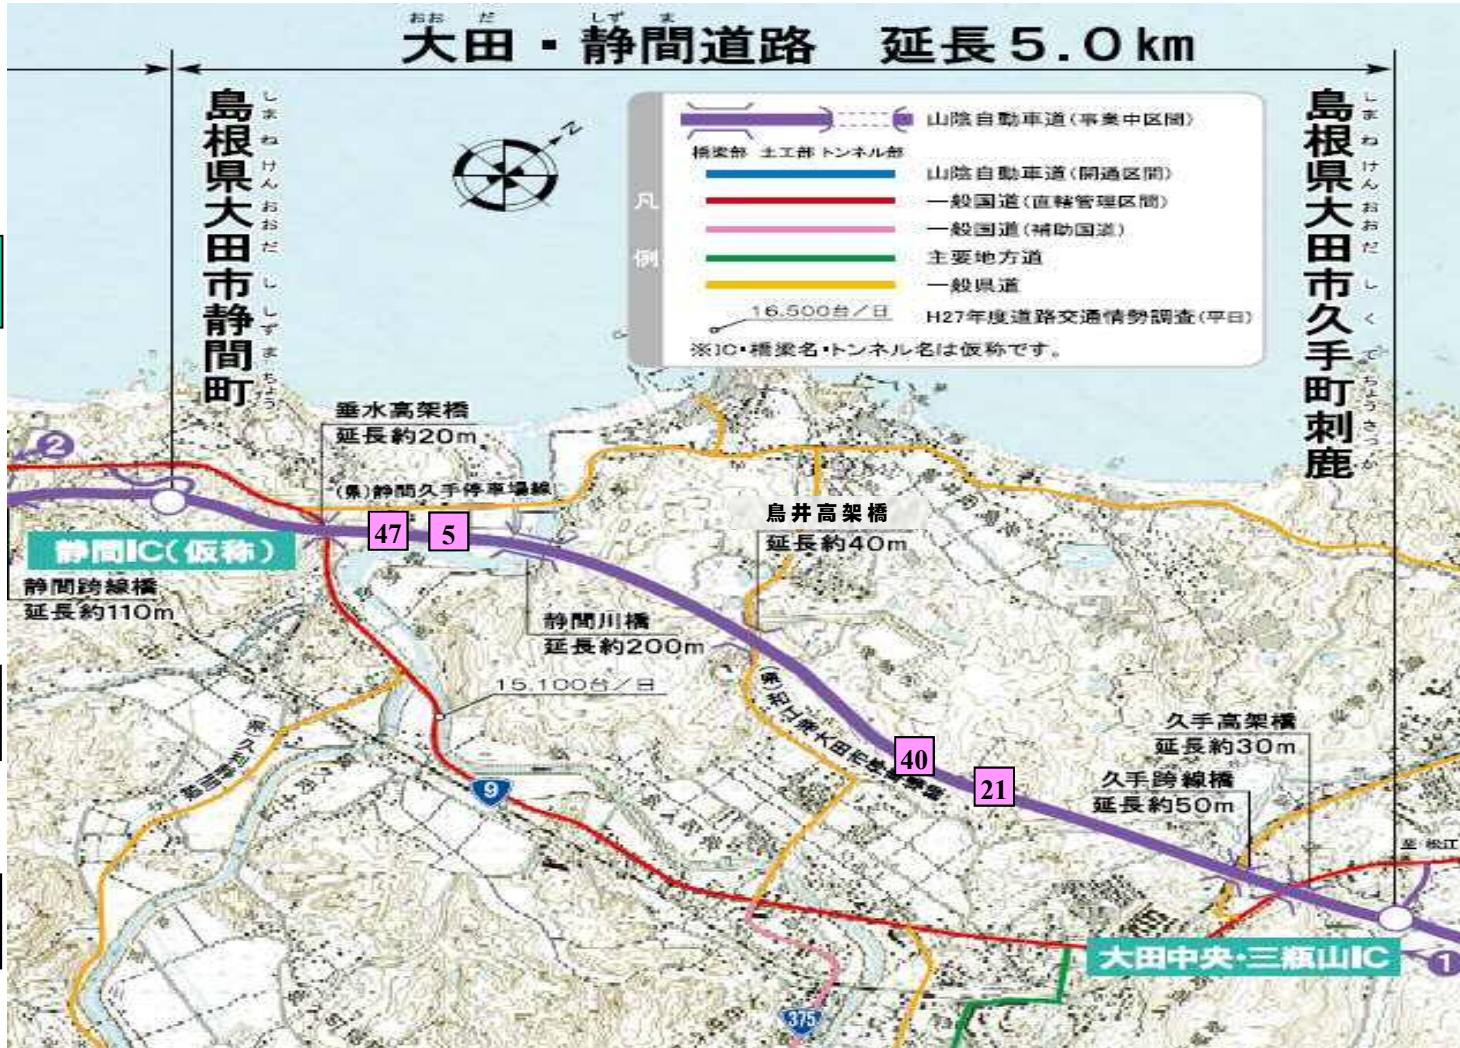 おお だ しず ま
大田・静間道路 延長5.0km
島根県大田市静間町
しまねけんおおだししずまちょう
島根県大田市久手町刺鹿
しまねけんおおだしくてちょうさつか
N
凡例
山陰自動車道(事業中区間)
橋梁部 土工部 トンネル部
山陰自動車道(開通区間)
一般国道(直轄管理区間)
一般国道(補助国道)
主要地方道
一般県道
16,500台/日 H27年度道路交通情勢調査(平日)
※IC・橋梁名・トンネル名は仮称です。
垂水高架橋
延長約20m
2
(県)静間久手停車場線
47
5
鳥井高架橋
延長約40m
静間IC(仮称)
静間跨線橋
延長約110m
静間川橋
延長約200m
15,100台/日
9
40
21
久手高架橋
延長約30m
久手跨線橋
延長約50m
至 松江
大田中央・三瓶山IC
1
375